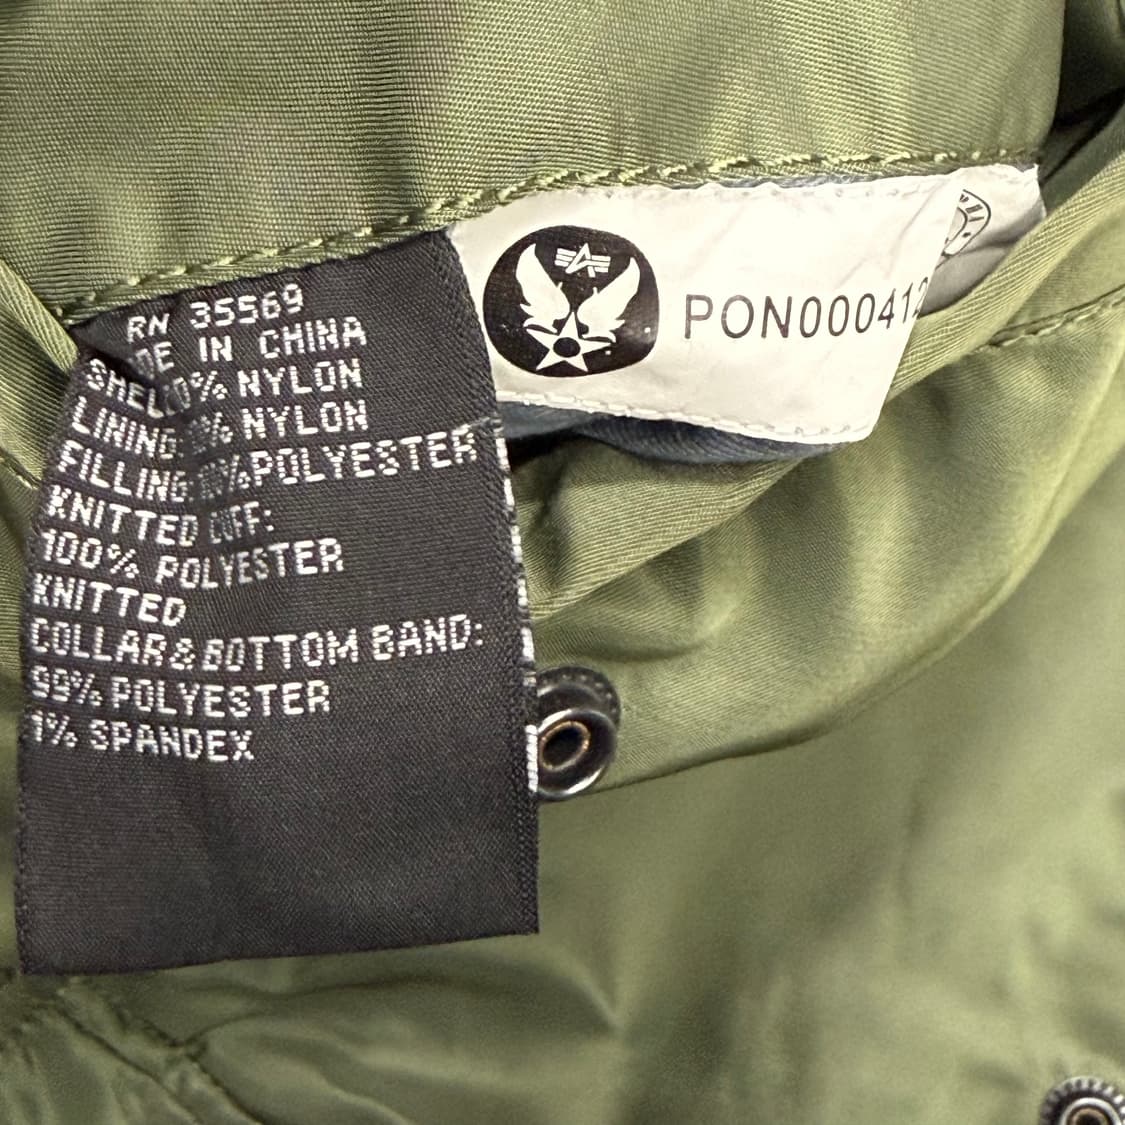 RN 35569
DE IN CHINA
SHELL 0% NYLON
LINING % NYLON
FILLING %POLYESTER
KNITTED CUFF:
100% POLYESTER
KNITTED
COLLAR&BOTTOM BAND:
99% POLYESTER
1% SPANDEX
PON000412